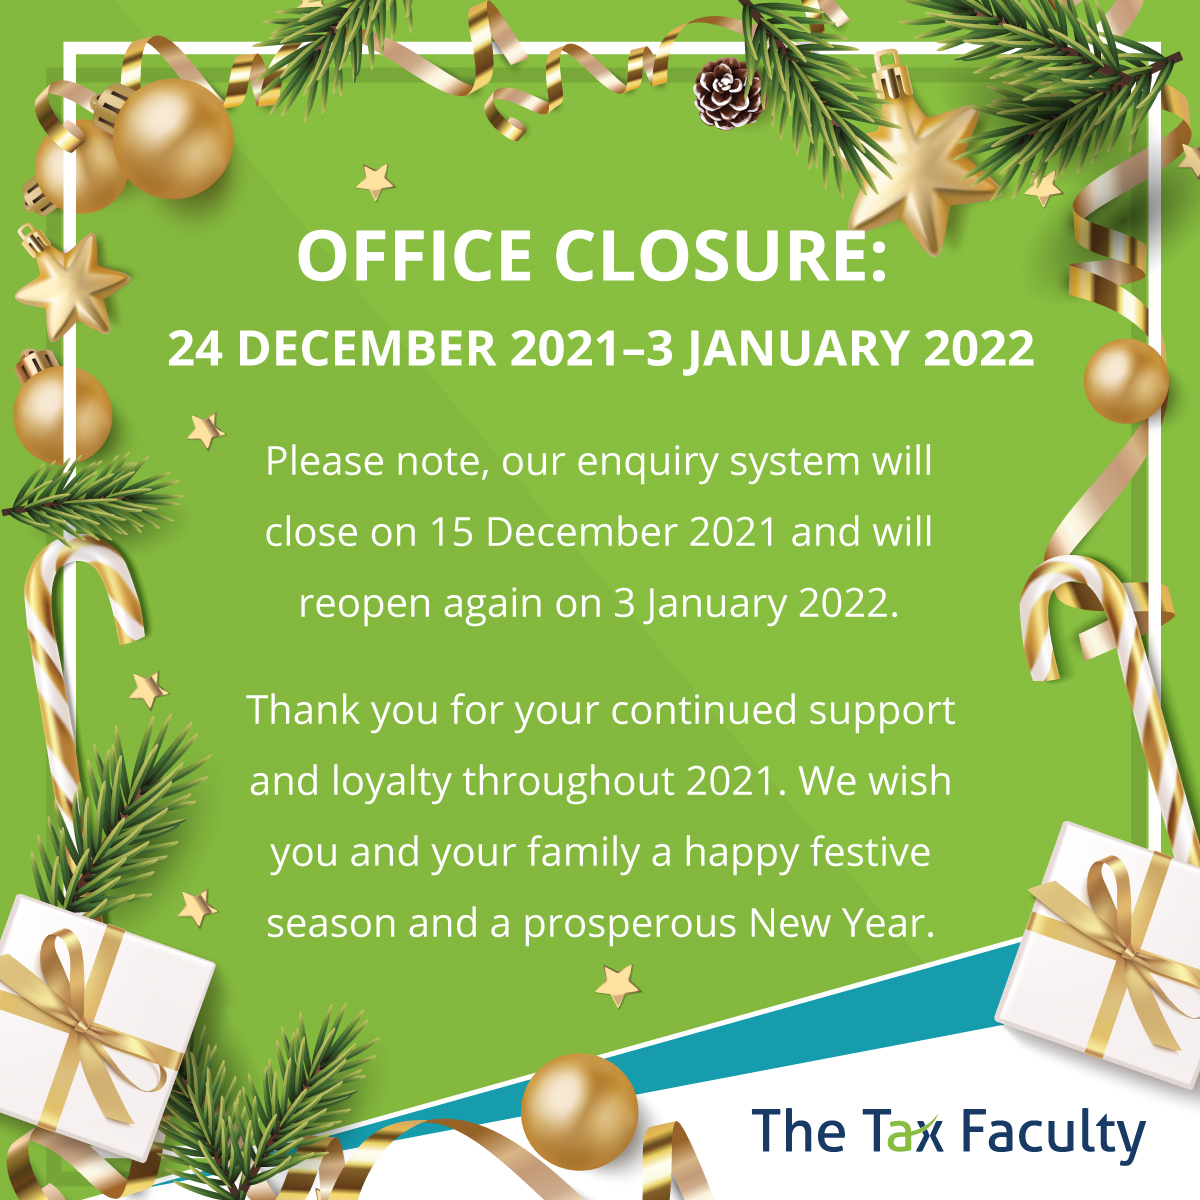 OFFICE CLOSURE:
24 DECEMBER 2021–3 JANUARY 2022
Please note, our enquiry system will
close on 15 December 2021 and will
reopen again on 3 January 2022.
Thank you for your continued support
and loyalty throughout 2021. We wish
you and your family a happy festive
season and a prosperous New Year.
The Tax Faculty